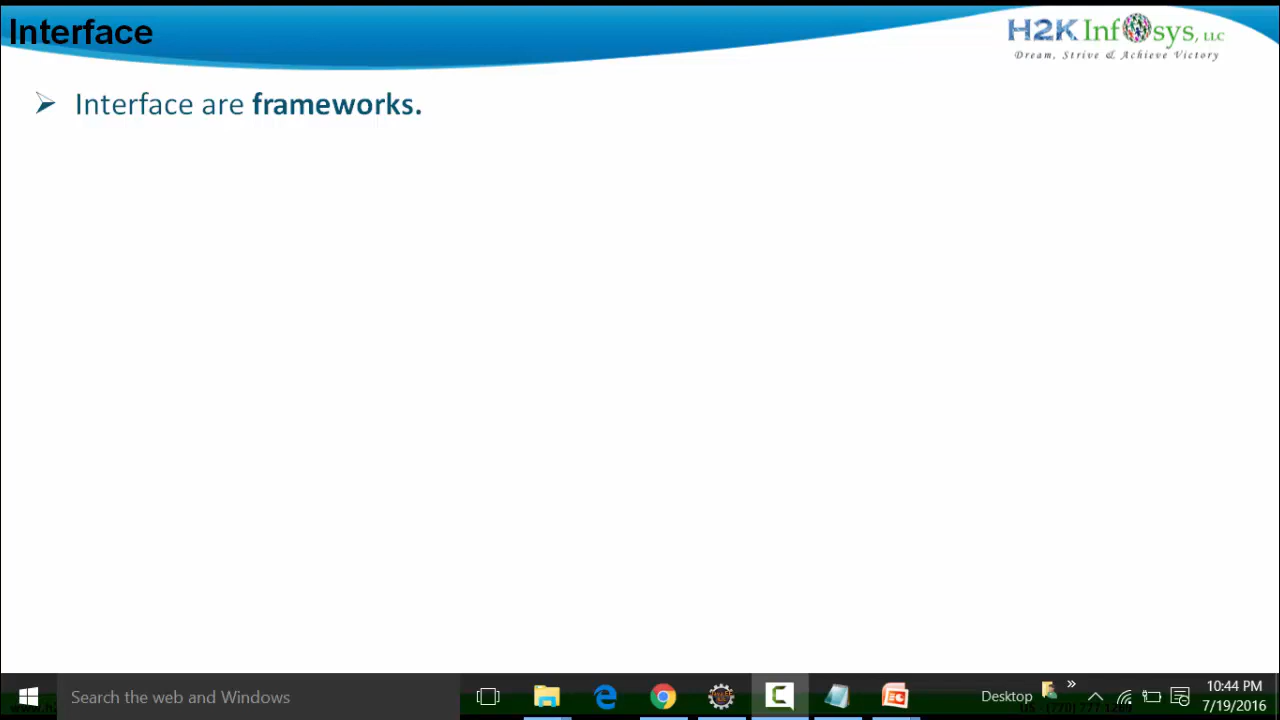 Interface
H2K Infosys, LLC
Dream, Strive & Achieve Victory
Interface are frameworks.
Search the web and Windows
Desktop
»
10:44 PM
7/19/2016